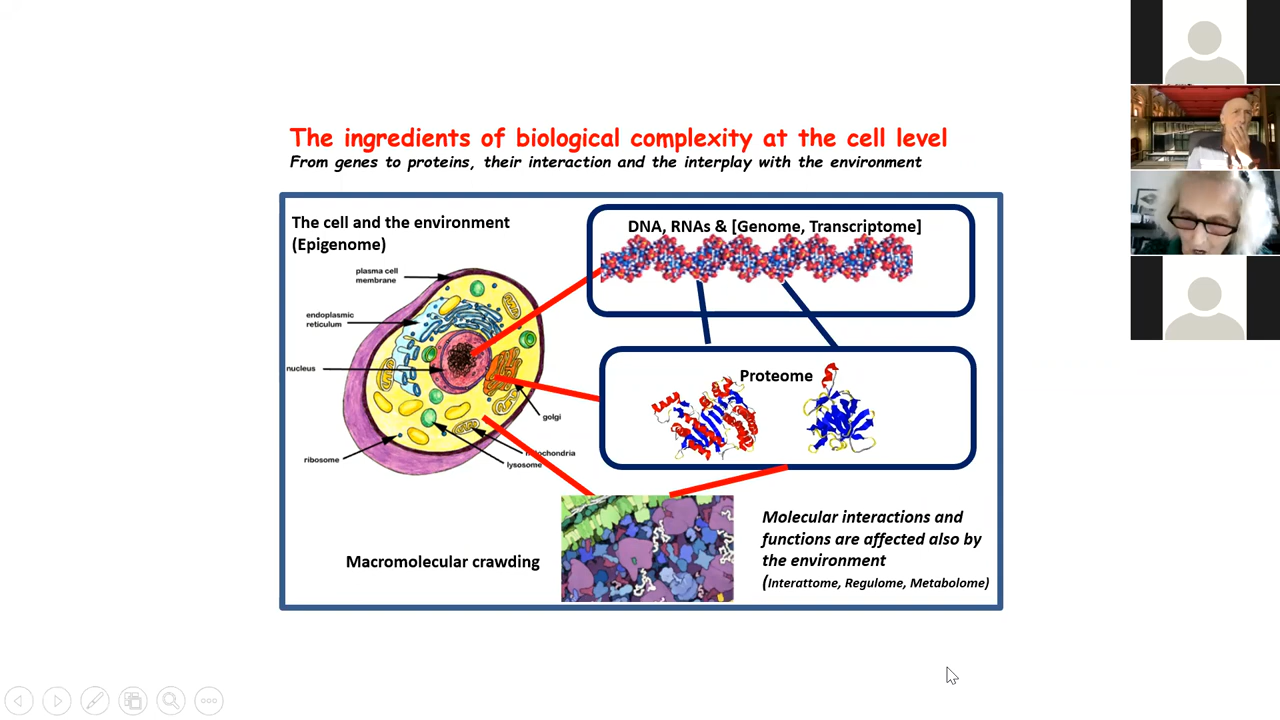 The ingredients of biological complexity at the cell level
From genes to proteins, their interaction and the interplay with the environment
The cell and the environment
(Epigenome)
plasma cell
membrane
endoplasmic
reticulum
nucleus
ribosome
golgi
mitochondria
lysosome
DNA, RNAs & [Genome, Transcriptome]
Proteome
Macromolecular crawding
Molecular interactions and
functions are affected also by
the environment
(Interattome, Regulome, Metabolome)